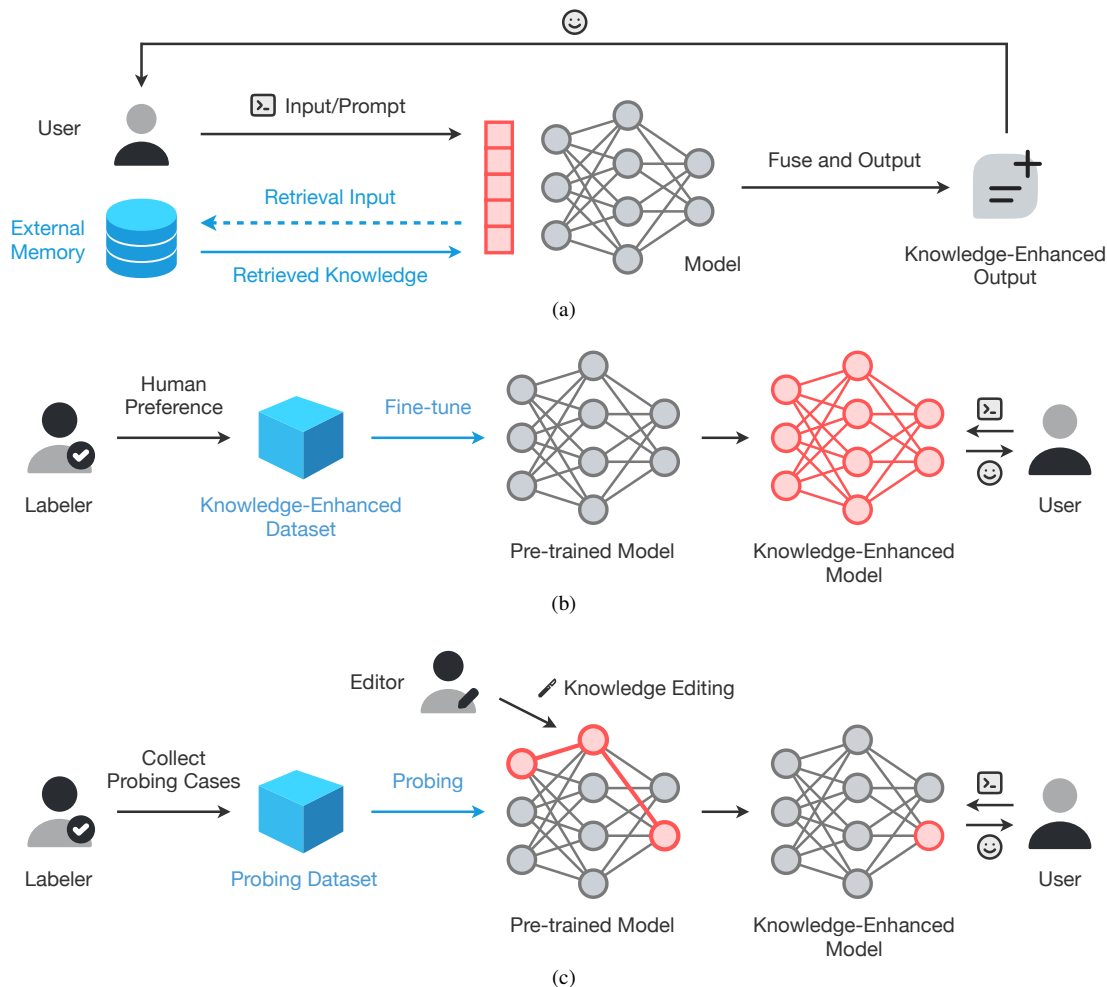 User
Input/Prompt
Fuse and Output
External
Memory
Retrieval Input
Retrieved Knowledge
Model
Knowledge-Enhanced
Output
(a)
Human
Preference
Fine-tune
Labeler
Knowledge-Enhanced
Dataset
Pre-trained Model
Knowledge-Enhanced
Model
User
(b)
Editor
Knowledge Editing
Collect
Probing Cases
Probing
Labeler
Probing Dataset
Pre-trained Model
Knowledge-Enhanced
Model
User
(c)